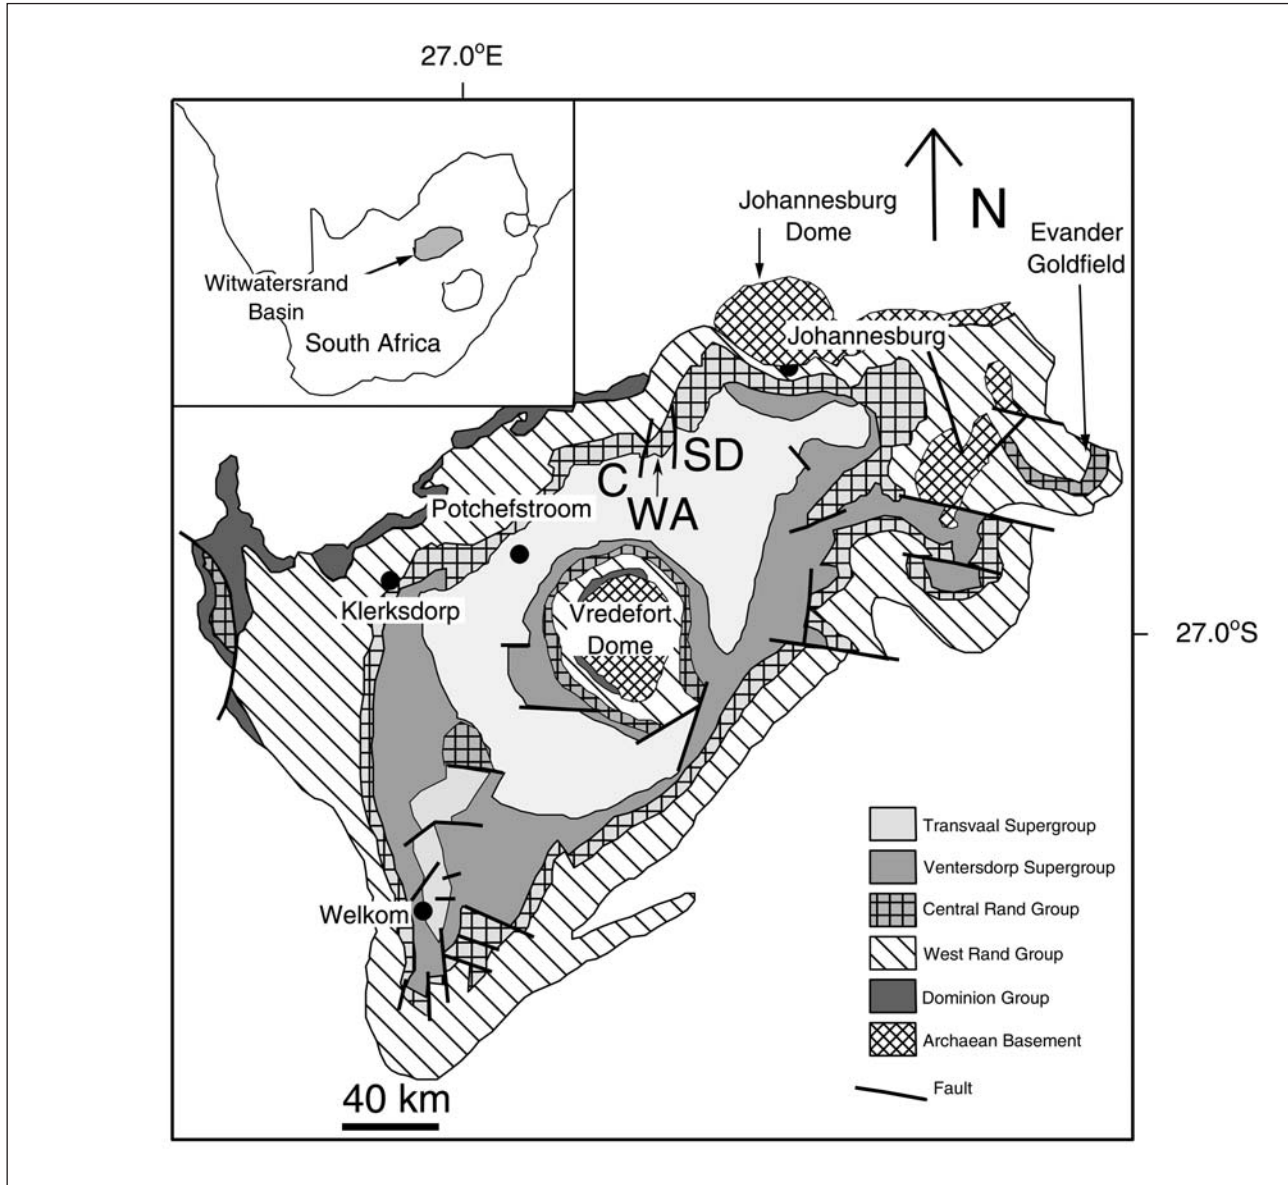 27.0°E
Johannesburg
Dome
N
Evander
Goldfield
Witwatersrand
Basin
South Africa
Johannesburg
C
SD
WA
Potchefstroom
Klerksdorp
Vredefort
Dome
27.0°S
Welkom
Transvaal Supergroup
Ventersdorp Supergroup
Central Rand Group
West Rand Group
Dominion Group
Archaean Basement
Fault
40 km